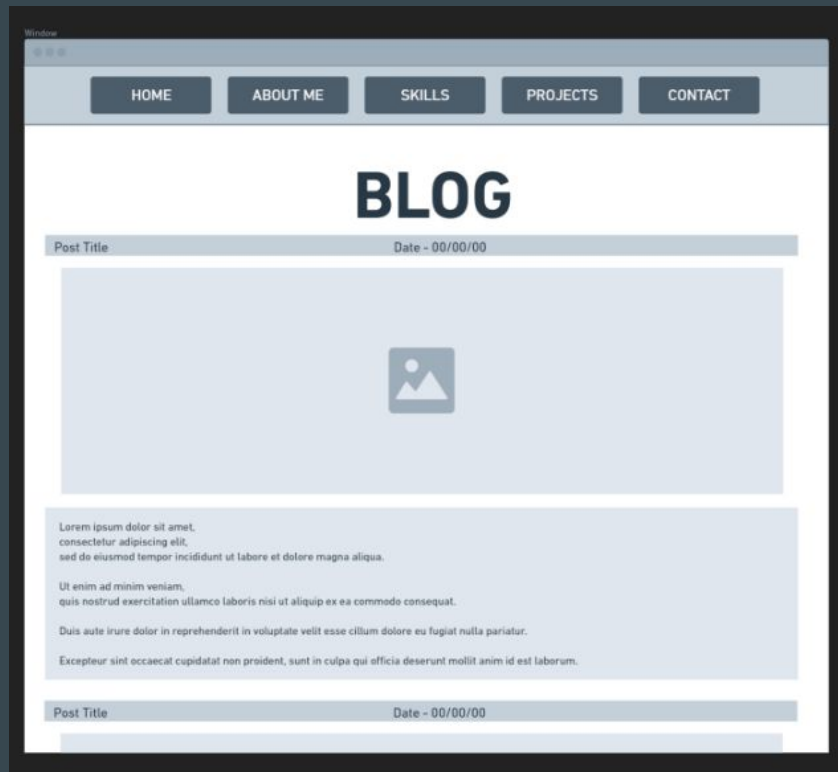 Window
HOME ABOUT ME SKILLS PROJECTS CONTACT
BLOG
Post Title Date - 00/00/00
Lorem ipsum dolor sit amet,
consectetur adipiscing elit,
sed do eiusmod tempor incididunt ut labore et dolore magna aliqua.
Ut enim ad minim veniam,
quis nostrud exercitation ullamco laboris nisi ut aliquip ex ea commodo consequat.
Duis aute irure dolor in reprehenderit in voluptate velit esse cillum dolore eu fugiat nulla pariatur.
Excepteur sint occaecat cupidatat non proident, sunt in culpa qui officia deserunt mollit anim id est laborum.
Post Title Date - 00/00/00